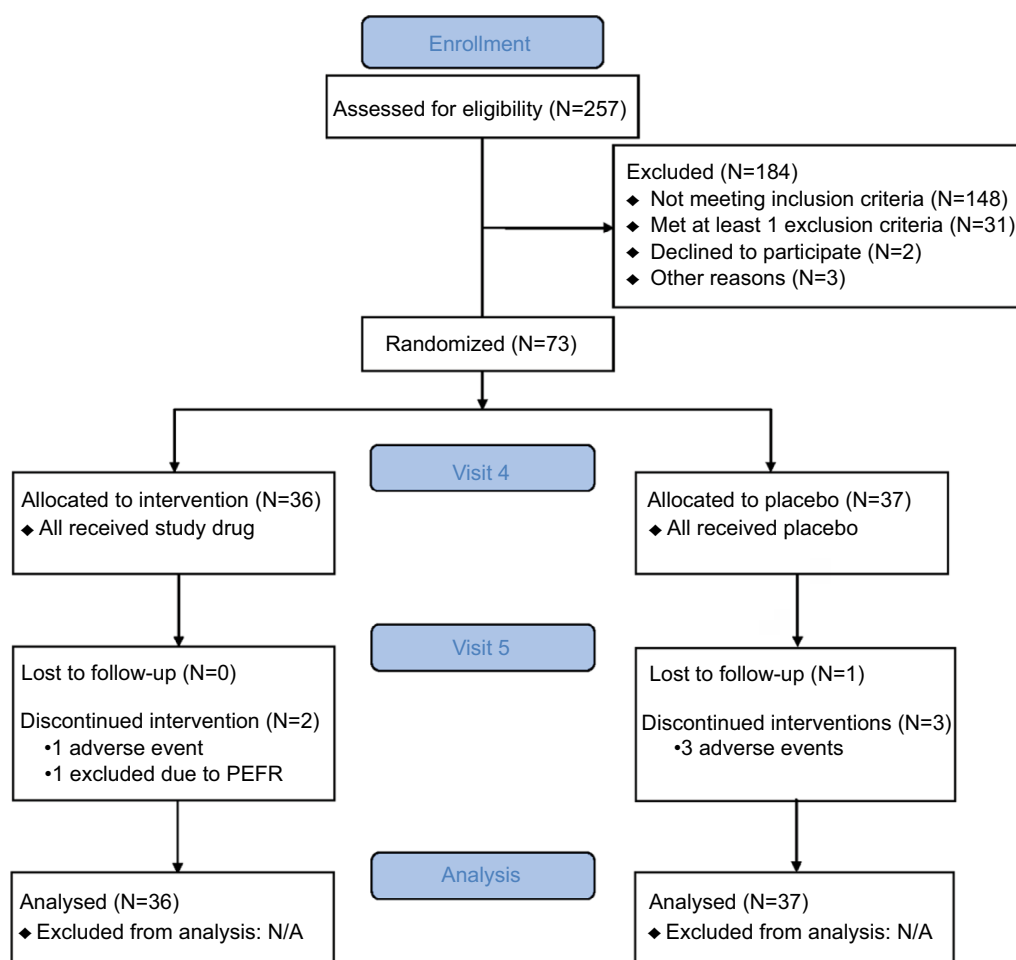 Enrollment
Assessed for eligibility (N=257)
Excluded (N=184)
◆ Not meeting inclusion criteria (N=148)
◆ Met at least 1 exclusion criteria (N=31)
◆ Declined to participate (N=2)
◆ Other reasons (N=3)
Randomized (N=73)
Visit 4
Allocated to intervention (N=36)
◆ All received study drug
Allocated to placebo (N=37)
◆ All received placebo
Visit 5
Lost to follow-up (N=0)
Discontinued intervention (N=2)
•1 adverse event
•1 excluded due to PEFR
Lost to follow-up (N=1)
Discontinued interventions (N=3)
•3 adverse events
Analysis
Analysed (N=36)
◆ Excluded from analysis: N/A
Analysed (N=37)
◆ Excluded from analysis: N/A